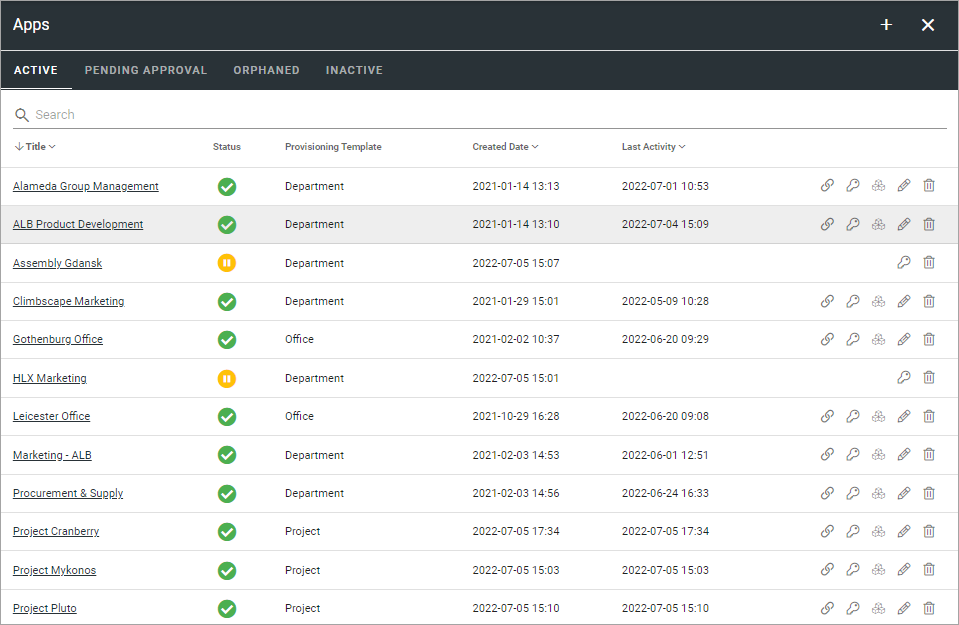 Apps
ACTIVE PENDING APPROVAL ORPHANED INACTIVE
Search
Title Status Provisioning Template Created Date Last Activity
Alameda Group Management Department 2021-01-14 13:13 2022-07-01 10:53
ALB Product Development Department 2021-01-14 13:10 2022-07-04 15:09
Assembly Gdansk Department 2022-07-05 15:07
Climbscape Marketing Department 2021-01-29 15:01 2022-05-09 10:28
Gothenburg Office Office 2021-02-02 10:37 2022-06-20 09:29
HLX Marketing Department 2022-07-05 15:01
Leicester Office Office 2021-10-29 16:28 2022-06-20 09:08
Marketing - ALB Department 2021-02-03 14:53 2022-06-01 12:51
Procurement & Supply Department 2021-02-03 14:56 2022-06-24 16:33
Project Cranberry Project 2022-07-05 17:34 2022-07-05 17:34
Project Mykonos Project 2022-07-05 15:03 2022-07-05 15:03
Project Pluto Project 2022-07-05 15:10 2022-07-05 15:10